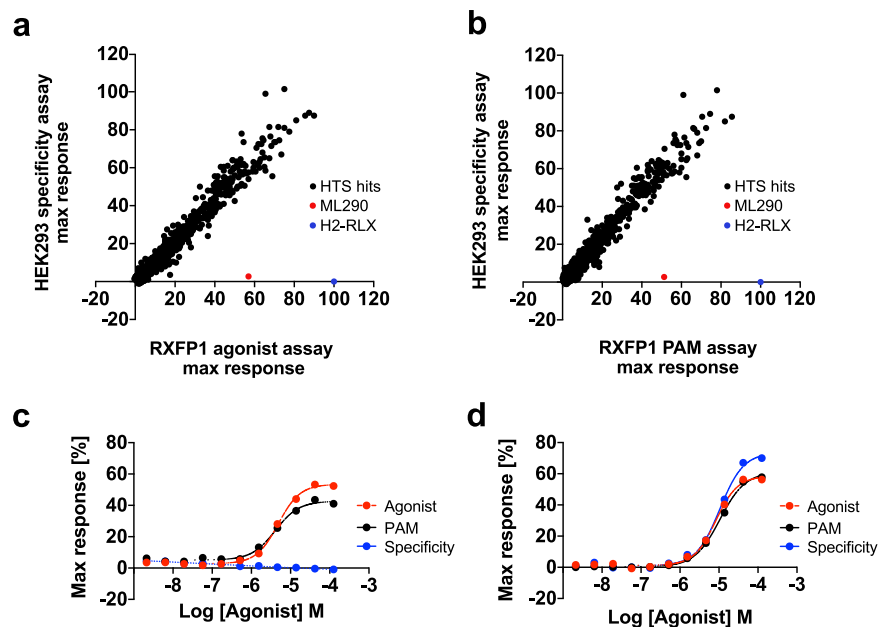 a
HEK293 specificity assay
max response
120
100
80
60
40
20
-20
-20
20
40
60
80
100
120
HTS hits
ML290
H2-RLX
RXFP1 agonist assay
max response
b
HEK293 specificity assay
max response
120
100
80
60
40
20
0
-20
-20
20
40
60
80
100
120
HTS hits
ML290
H2-RLX
RXFP1 PAM assay
max response
c
Max response [%]
80
60
40
20
0
-20
-8
-7
-6
-5
-4
-3
Agonist
PAM
Specificity
Log [Agonist] M
d
Max response [%]
80
60
40
20
0
-20
-8
-7
-6
-5
-4
-3
Agonist
PAM
Specificity
Log [Agonist] M